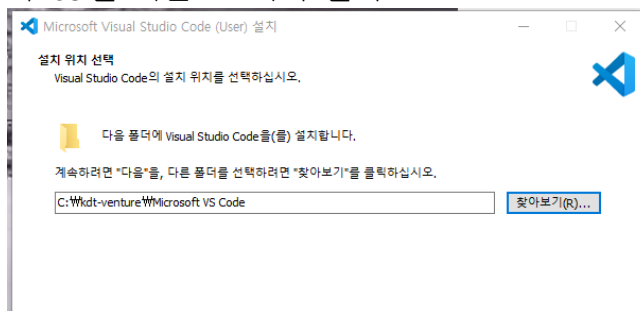 Microsoft Visual Studio Code (User) 설치
설치 위치 선택
Visual Studio Code의 설치 위치를 선택하십시오.
다음 폴더에 Visual Studio Code을(를) 설치합니다.
계속하려면 "다음"을, 다른 폴더를 선택하려면 "찾아보기"를 클릭하십시오.
C:₩kdt-venture₩Microsoft VS Code
찾아보기(R)...